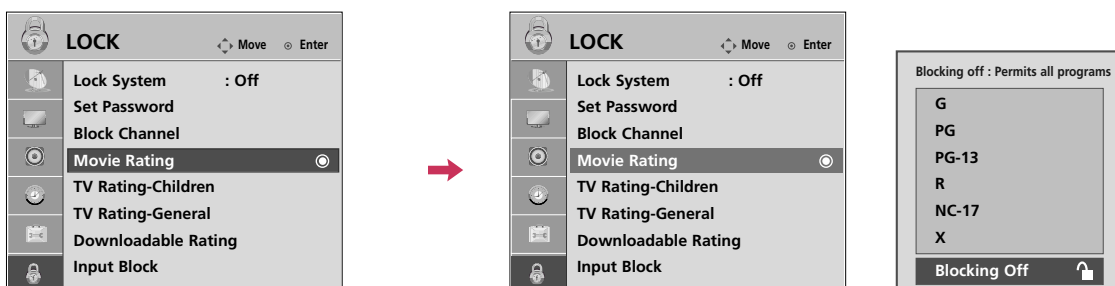 LOCK Move Enter
Lock System : Off
Set Password
Block Channel
Movie Rating
TV Rating-Children
TV Rating-General
Downloadable Rating
Input Block
LOCK Move Enter
Lock System : Off
Set Password
Block Channel
Movie Rating
TV Rating-Children
TV Rating-General
Downloadable Rating
Input Block
Blocking off : Permits all programs
G
PG
PG-13
R
NC-17
X
Blocking Off